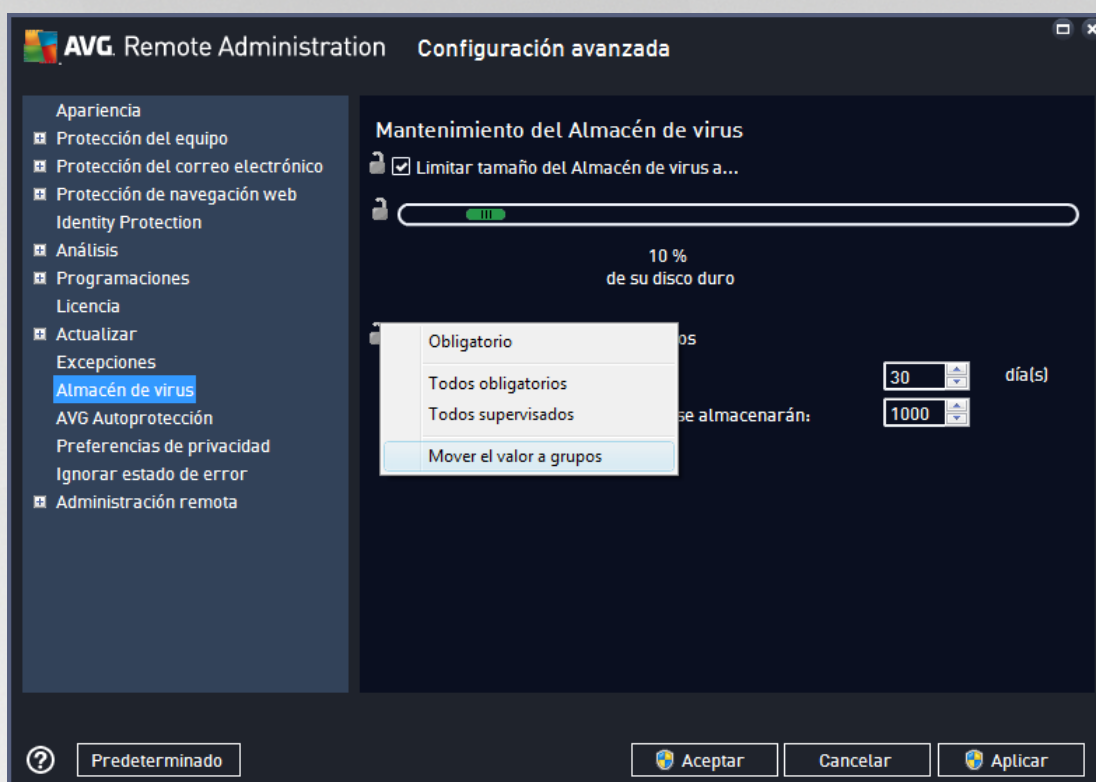 AVG. Remote Administration Configuración avanzada
Apariencia
Protección del equipo
Protección del correo electrónico
Protección de navegación web
Identity Protection
Análisis
Programaciones
Licencia
Actualizar
Excepciones
Almacén de virus
AVG Autoprotección
Preferencias de privacidad
Ignorar estado de error
Administración remota
Mantenimiento del Almacén de virus
Limitar tamaño del Almacén de virus a...
10 %
de su disco duro
os
30 día(s)
se almacenarán: 1000
Obligatorio
Todos obligatorios
Todos supervisados
Mover el valor a grupos
Predeterminado
Aceptar
Cancelar
Aplicar